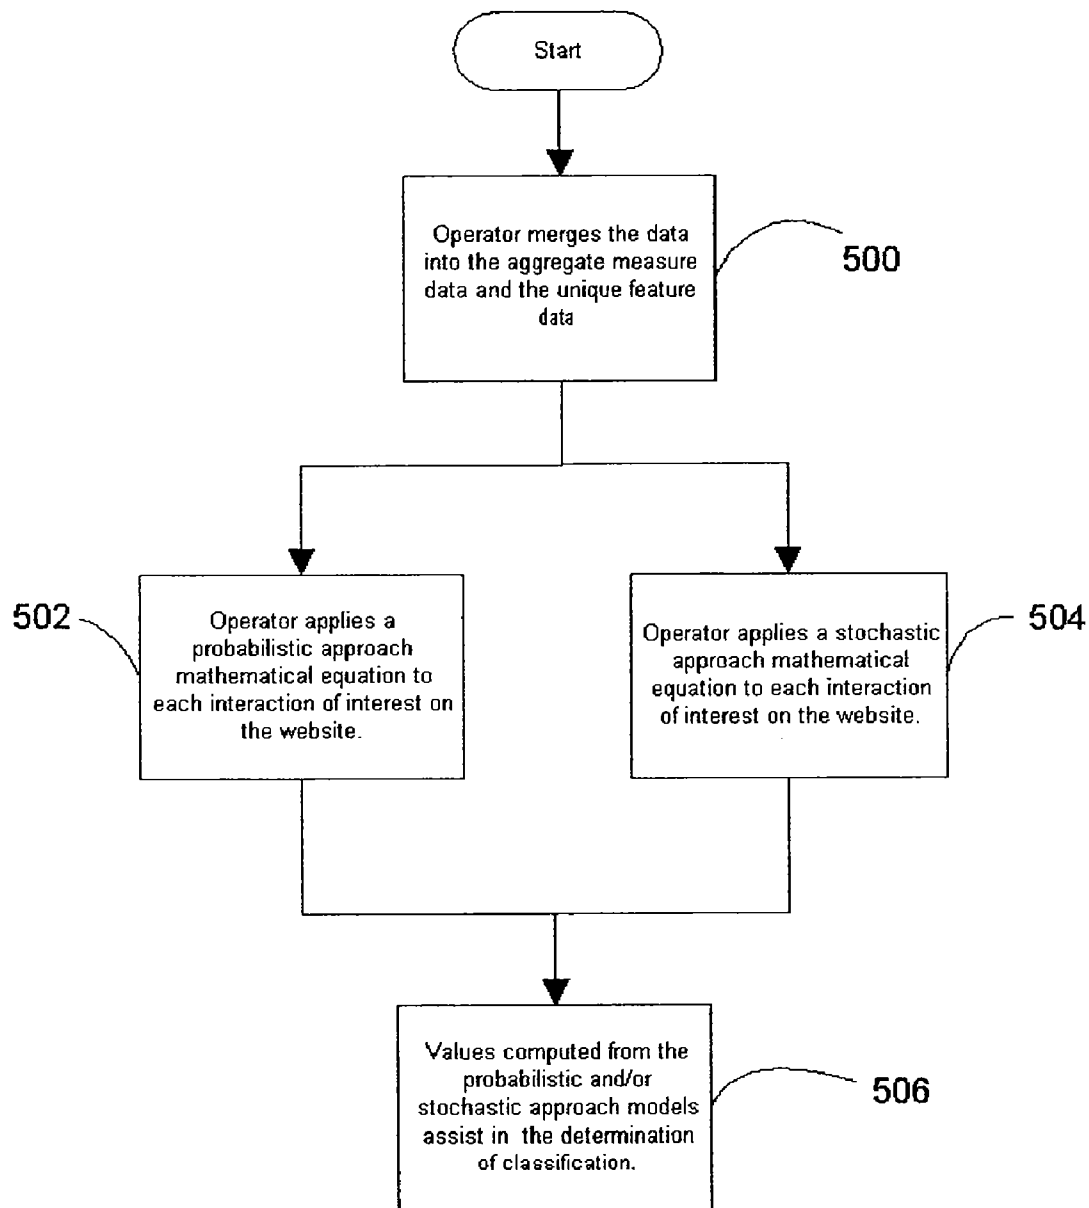 Start
Operator merges the data
into the aggregate measure
data and the unique feature
data
500
502
Operator applies a
probabilistic approach
mathematical equation to
each interaction of interest on
the website.
Operator applies a stochastic
approach mathematical
equation to each interaction
of interest on the website.
504
Values computed from the
probabilistic and/or
stochastic approach models
assist in the determination
of classification.
506